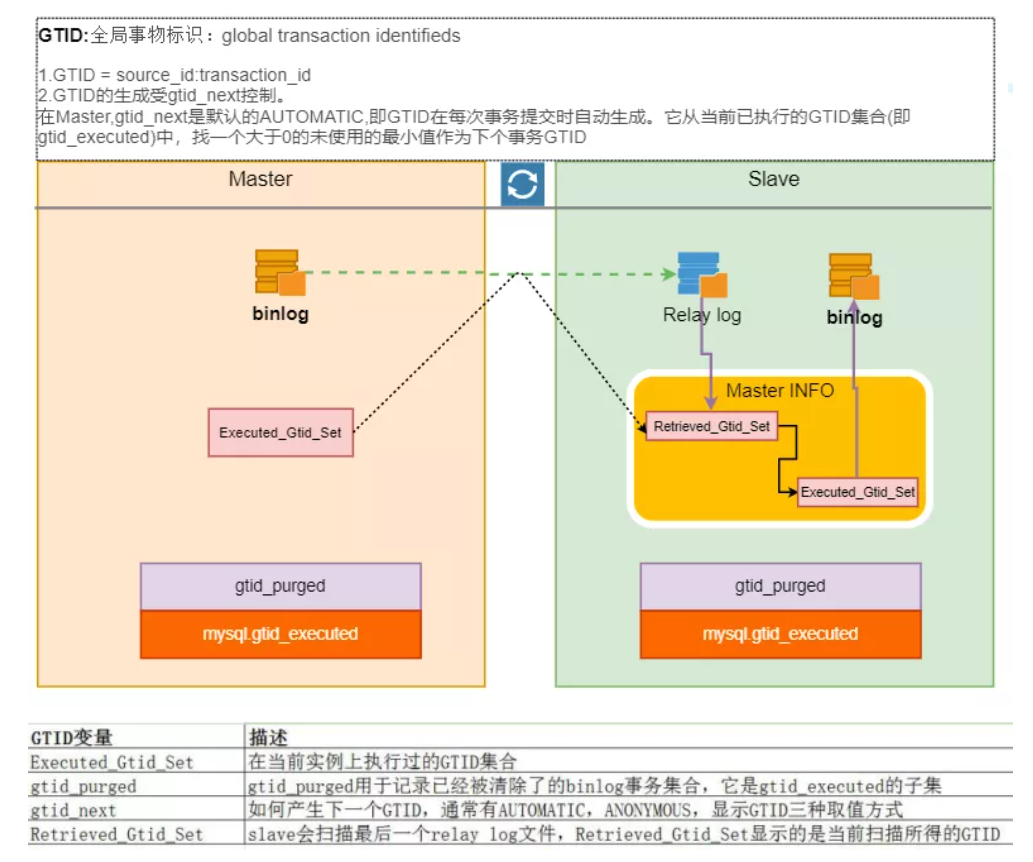 GTID:全局事物标识：global transaction identifieds
1.GTID = source_id:transaction_id
2.GTID的生成受gtid_next控制。
在Master,gtid_next是默认的AUTOMATIC,即GTID在每次事务提交时自动生成。它从当前已执行的GTID集合(即
gtid_executed)中，找一个大于0的未使用的最小值作为下个事务GTID
Master
Slave
binlog
Relay log
binlog
Master INFO
Executed_Gtid_Set
Retrieved_Gtid_Set
Executed_Gtid_Set
gtid_purged
mysql.gtid_executed
gtid_purged
mysql.gtid_executed
GTID变量 描述
Executed_Gtid_Set 在当前实例上执行过的GTID集合
gtid_purged gtid_purged用于记录已经被清除了的binlog事务集合，它是gtid_executed的子集
gtid_next 如何产生下一个GTID，通常有AUTOMATIC，ANONYMOUS，显示GTID三种取值方式
Retrieved_Gtid_Set slave会扫描最后一个relay log文件，Retrieved_Gtid_Set显示的是当前扫描所得的GTID